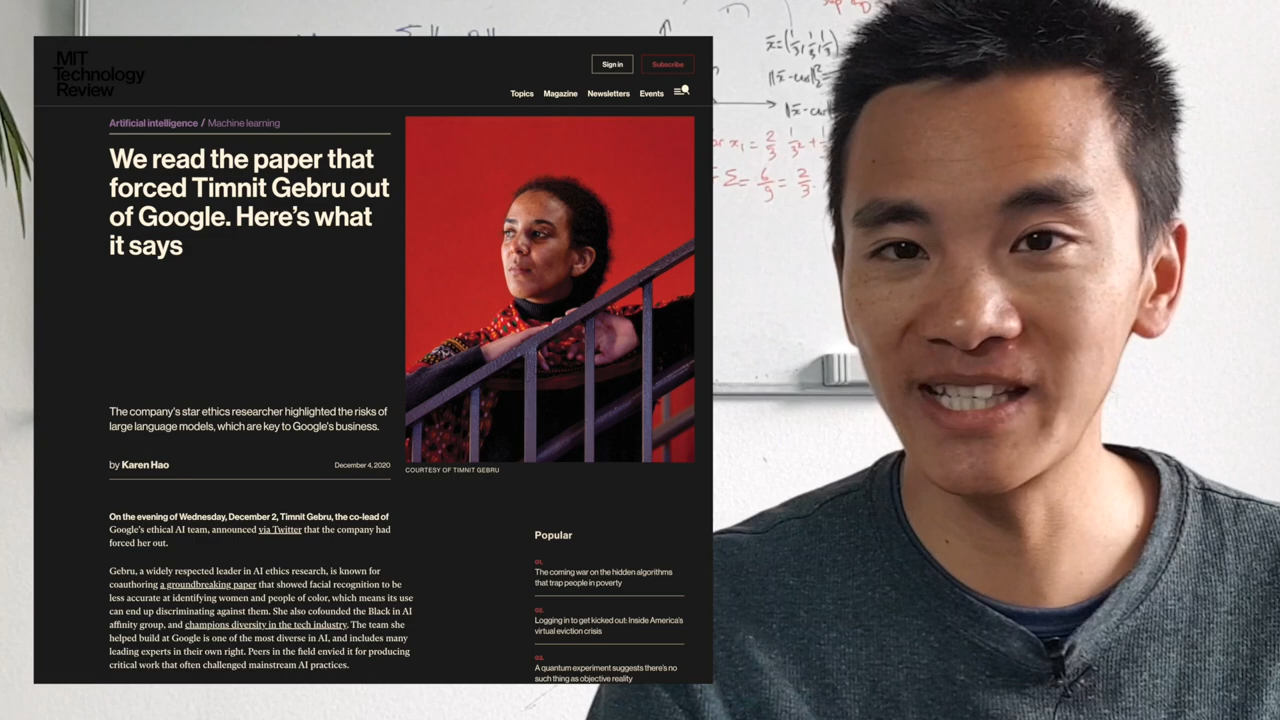 MIT
Technology
Review
Sign in
Subscribe
Topics Magazine Newsletters Events
Artificial intelligence / Machine learning
We read the paper that
forced Timnit Gebru out
of Google. Here’s what
it says
The company’s star ethics researcher highlighted the risks of
large language models, which are key to Google’s business.
by Karen Hao
December 4, 2020
COURTESY OF TIMNIT GEBRU
On the evening of Wednesday, December 2, Timnit Gebru, the co-lead of
Google’s ethical AI team, announced via Twitter that the company had
forced her out.
Gebru, a widely respected leader in AI ethics research, is known for
coauthoring a groundbreaking paper that showed facial recognition to be
less accurate at identifying women and people of color, which means its use
can end up discriminating against them. She also cofounded the Black in AI
affinity group, and champions diversity in the tech industry. The team she
helped build at Google is one of the most diverse in AI, and includes many
leading experts in their own right. Peers in the field envied it for producing
critical work that often challenged mainstream AI practices.
Popular
01.
The coming war on the hidden algorithms
that trap people in poverty
02.
Logging in to get kicked out: Inside America’s
virtual eviction crisis
03.
A quantum experiment suggests there’s no
such thing as objective reality